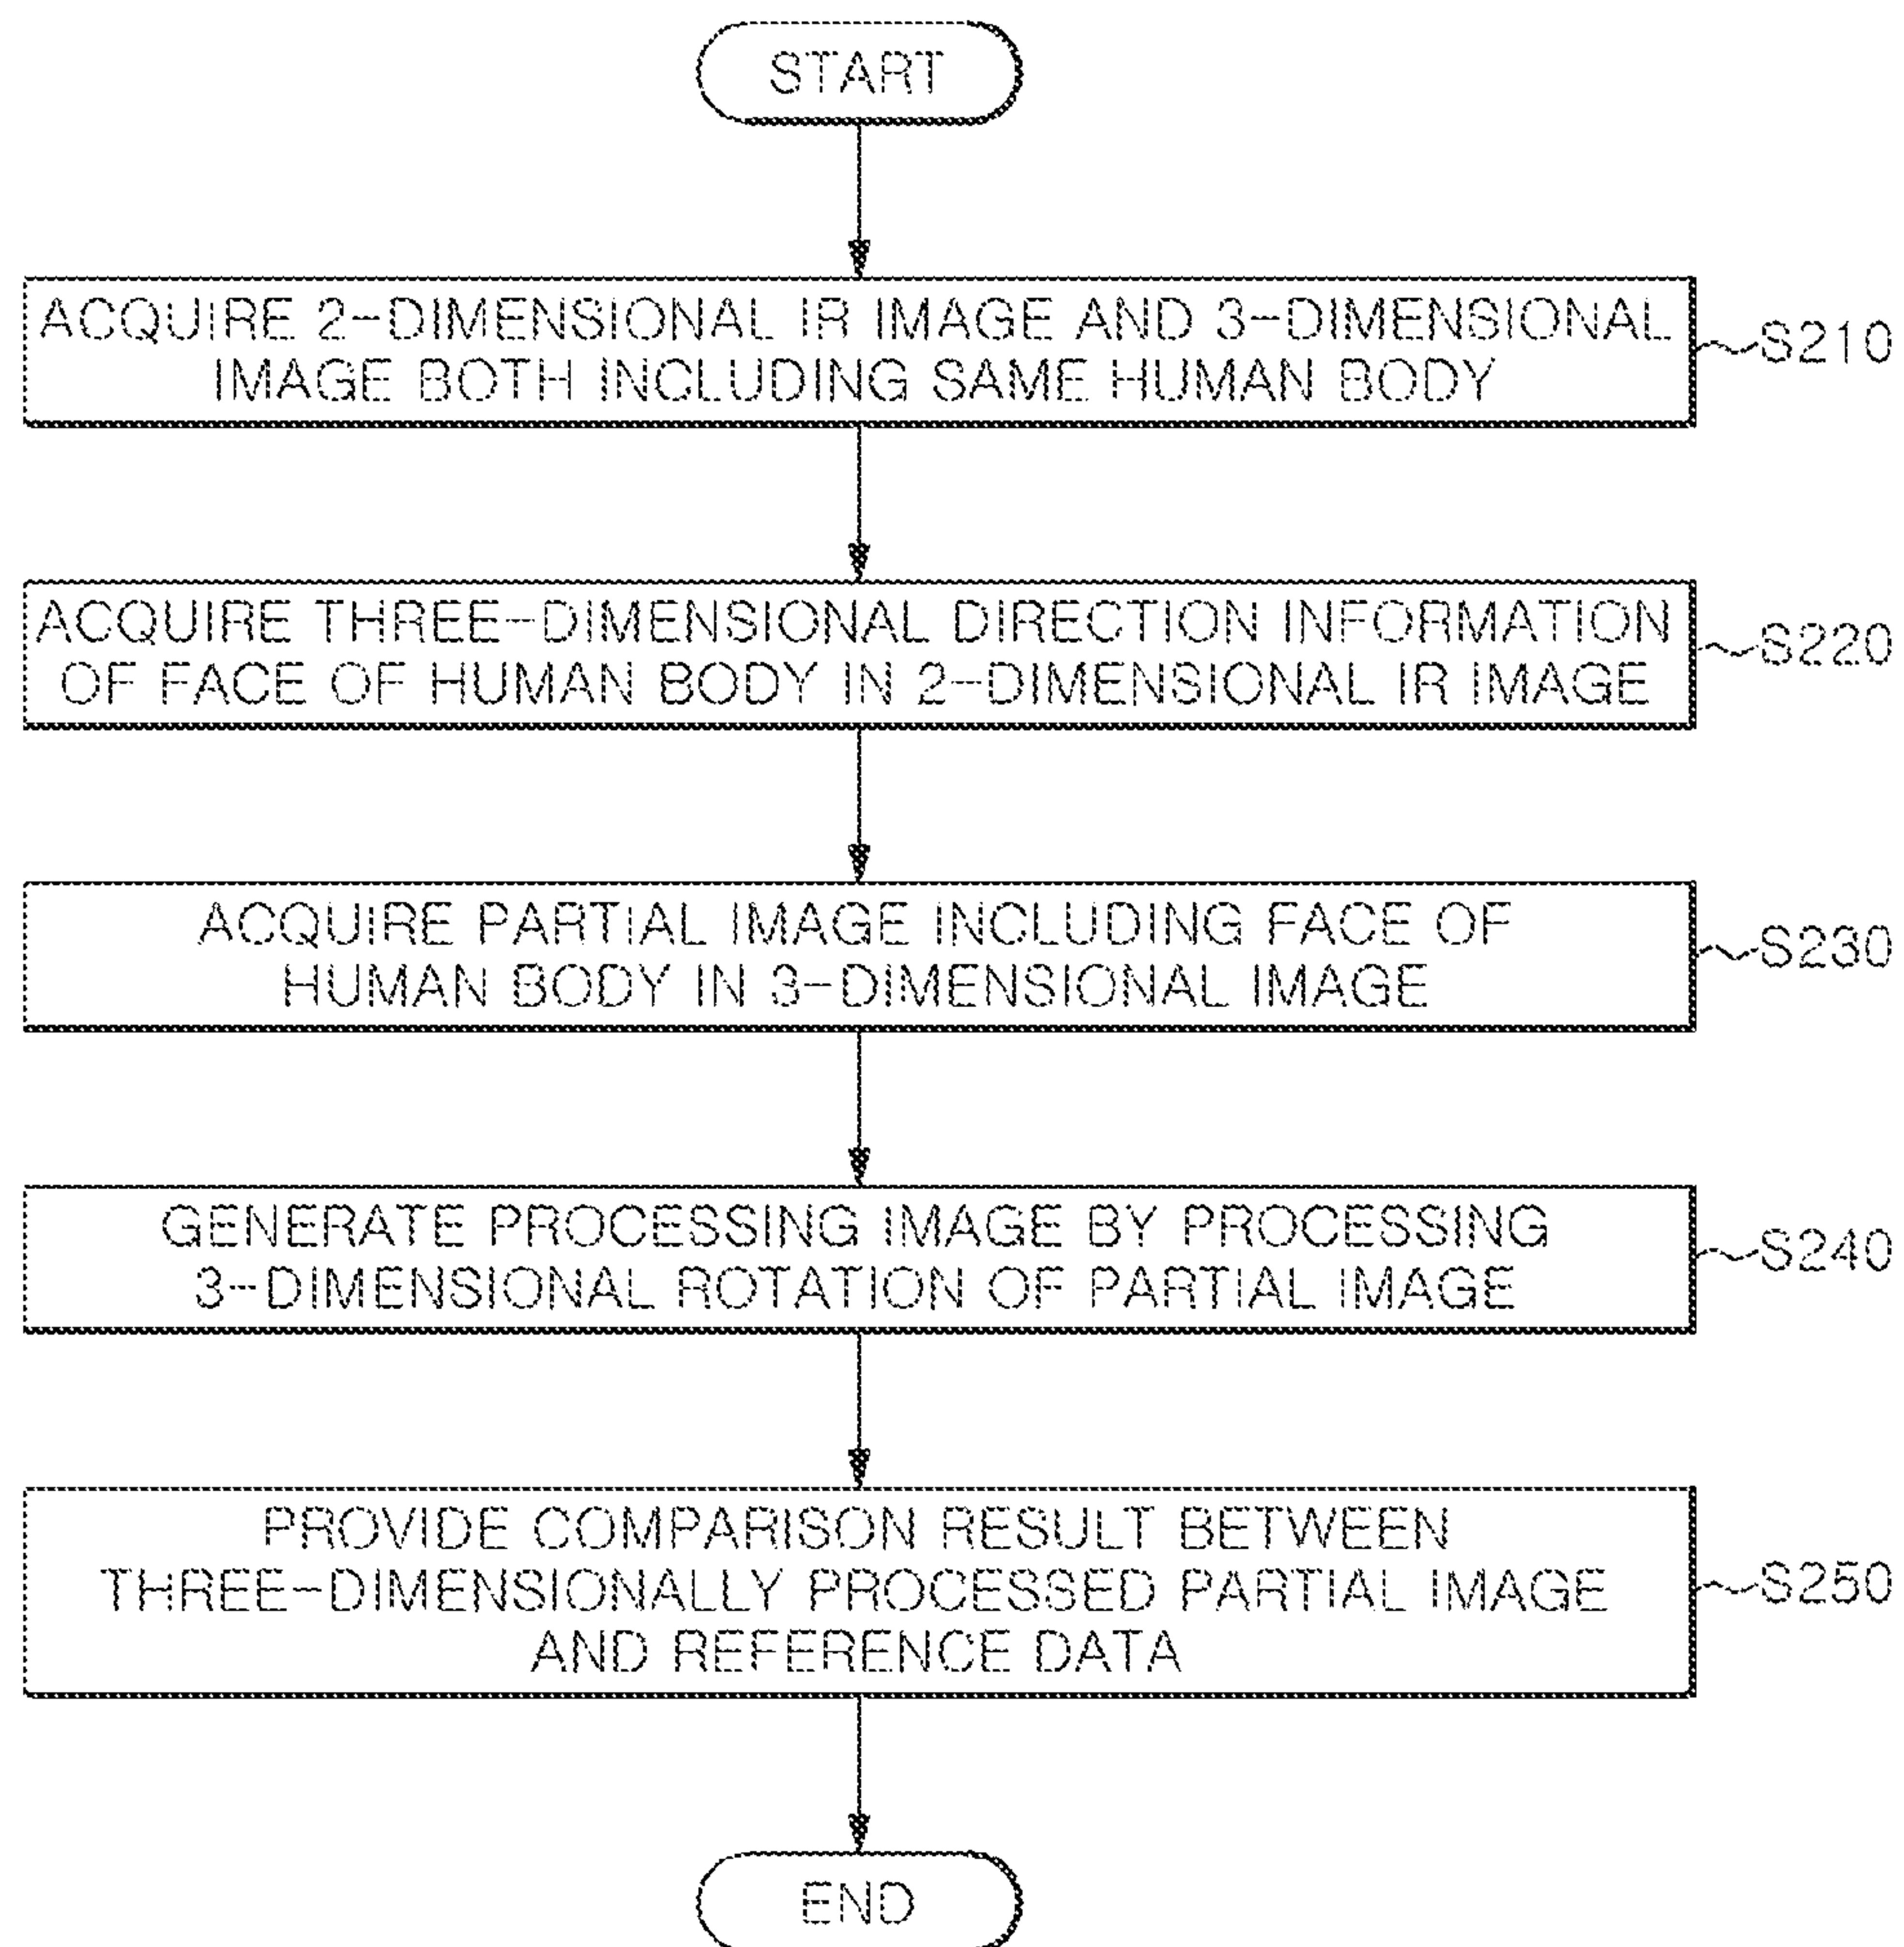 START
ACQUIRE 2-DIMENSIONAL IR IMAGE AND 3-DIMENSIONAL
IMAGE BOTH INCLUDING SAME HUMAN BODY
S210
ACQUIRE THREE-DIMENSIONAL DIRECTION INFORMATION
OF FACE OF HUMAN BODY IN 2-DIMENSIONAL IR IMAGE
S220
ACQUIRE PARTIAL IMAGE INCLUDING FACE OF
HUMAN BODY IN 3-DIMENSIONAL IMAGE
S230
GENERATE PROCESSING IMAGE BY PROCESSING
3-DIMENSIONAL ROTATION OF PARTIAL IMAGE
S240
PROVIDE COMPARISON RESULT BETWEEN
THREE-DIMENSIONALLY PROCESSED PARTIAL IMAGE
AND REFERENCE DATA
S250
END